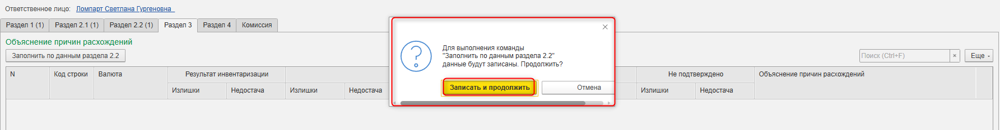 Ответственное лицо: Ломпарт Светлана Гургеновна
Раздел 1 (1) Раздел 2.1 (1) Раздел 2.2 (1) Раздел 3 Раздел 4 Комиссия
Объяснение причин расхождений
Заполнить по данным раздела 2.2
Поиск (Ctrl+F) × Еще
Для выполнения команды
"Заполнить по данным раздела 2.2"
данные будут записаны. Продолжить?
Записать и продолжить Отмена
N Код строки Валюта Результат инвентаризации Не подтверждено Объяснение причин расхождений
Излишки Недостача Излишки Недостача Излишки Недостача